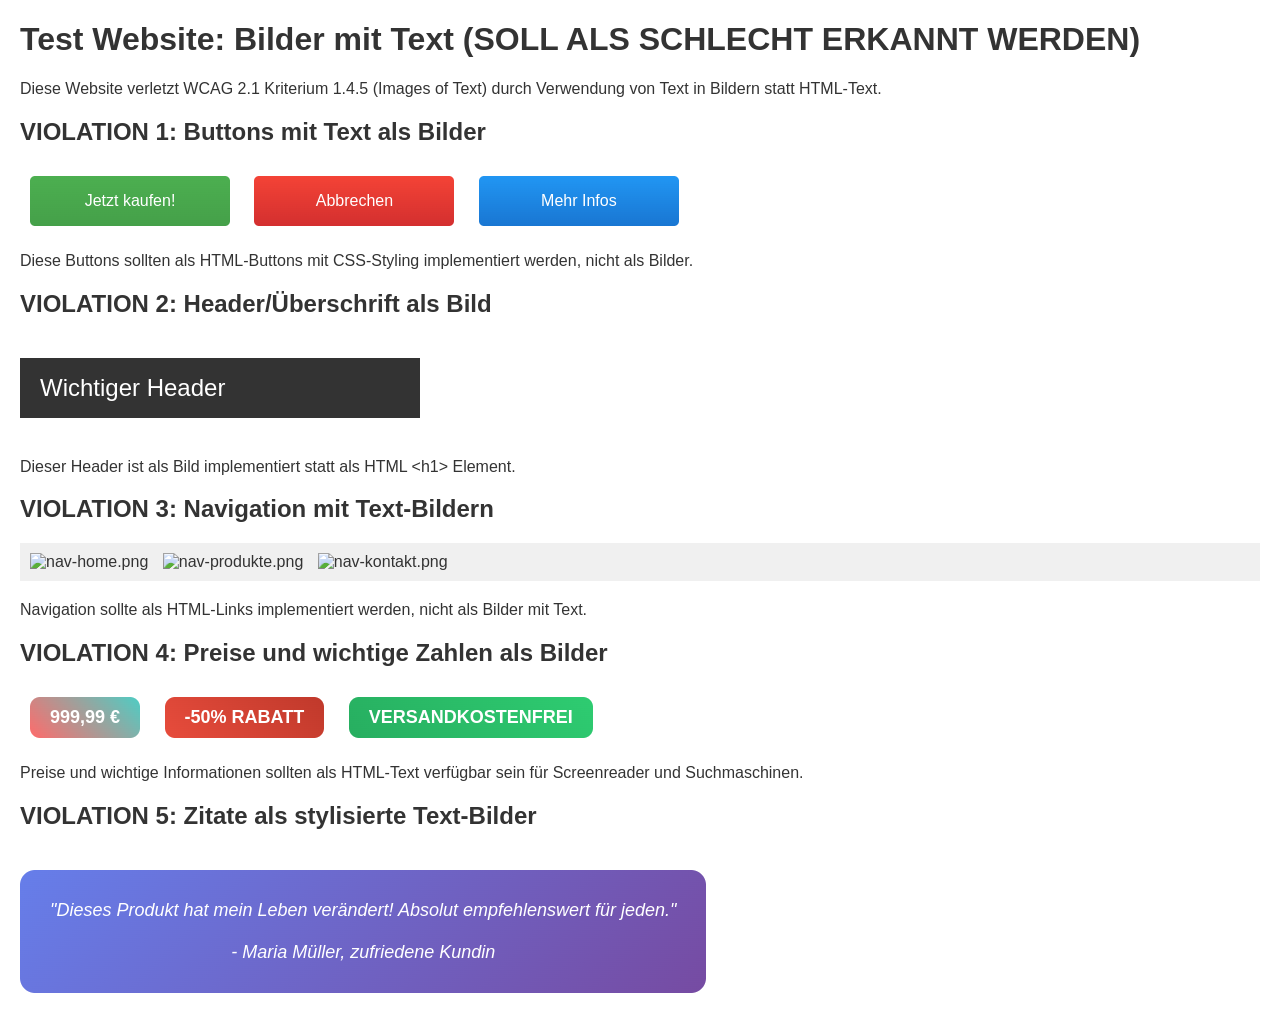 Test Website: Bilder mit Text (SOLL ALS SCHLECHT ERKANNT WERDEN)
Diese Website verletzt WCAG 2.1 Kriterium 1.4.5 (Images of Text) durch Verwendung von Text in Bildern statt HTML-Text.
VIOLATION 1: Buttons mit Text als Bilder
Jetzt kaufen! Abbrechen Mehr Infos
Diese Buttons sollten als HTML-Buttons mit CSS-Styling implementiert werden, nicht als Bilder.
VIOLATION 2: Header/Überschrift als Bild
Wichtiger Header
Dieser Header ist als Bild implementiert statt als HTML <h1> Element.
VIOLATION 3: Navigation mit Text-Bildern
nav-home.png nav-produkte.png nav-kontakt.png
Navigation sollte als HTML-Links implementiert werden, nicht als Bilder mit Text.
VIOLATION 4: Preise und wichtige Zahlen als Bilder
999,99 € -50% RABATT VERSANDKOSTENFREI
Preise und wichtige Informationen sollten als HTML-Text verfügbar sein für Screenreader und Suchmaschinen.
VIOLATION 5: Zitate als stylisierte Text-Bilder
"Dieses Produkt hat mein Leben verändert! Absolut empfehlenswert für jeden."
- Maria Müller, zufriedene Kundin